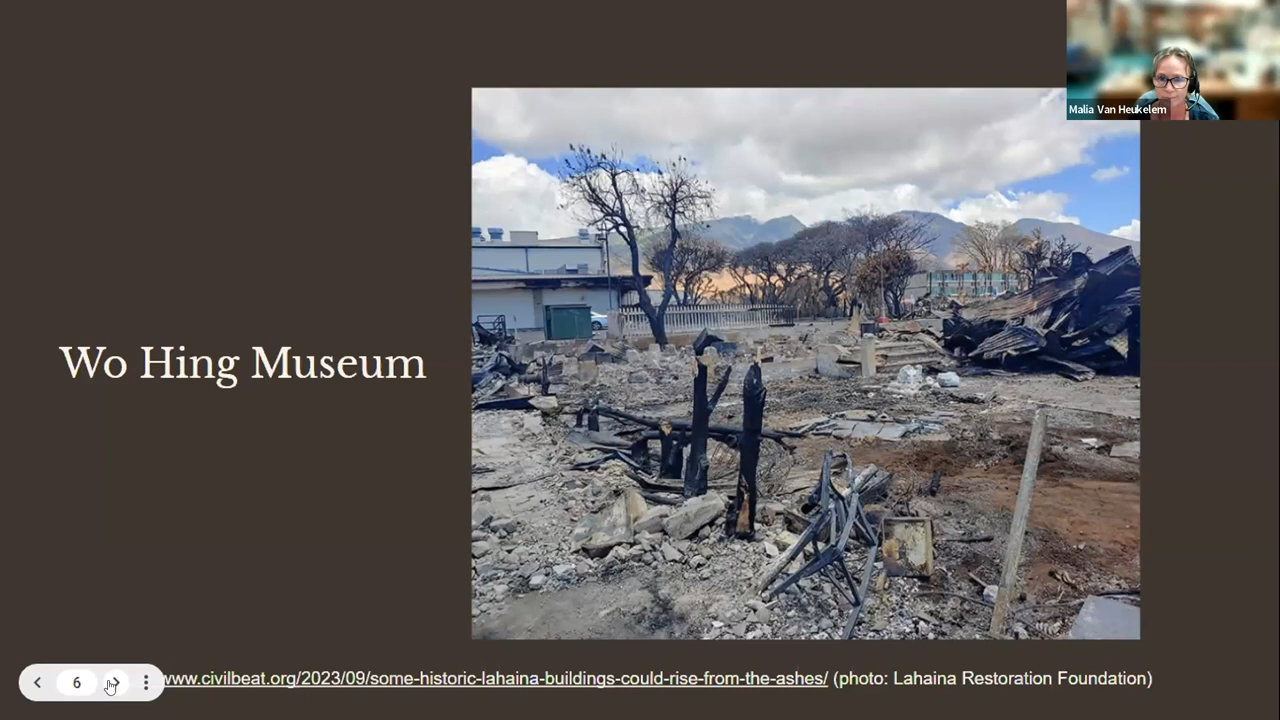 Malia Van Heukelem
Wo Hing Museum
6
www.civilbeat.org/2023/09/some-historic-lahaina-buildings-could-rise-from-the-ashes/ (photo: Lahaina Restoration Foundation)